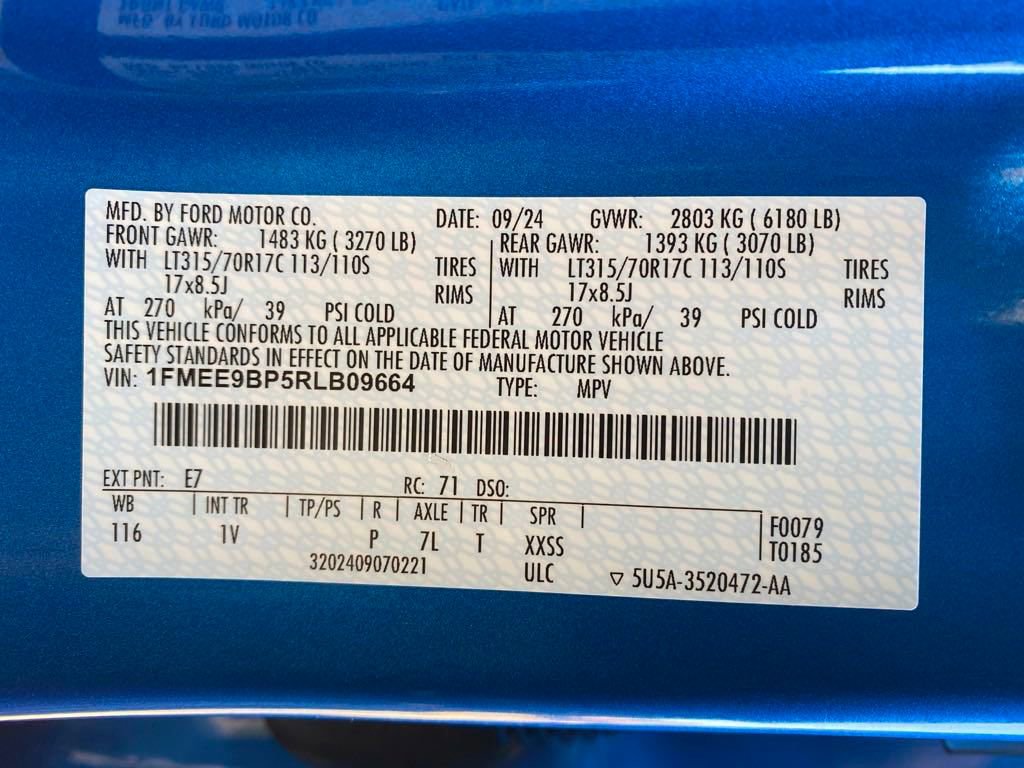 MFD. BY FORD MOTOR CO. DATE: 09/24 GVWR: 2803 KG ( 6180 LB)
FRONT GAWR: 1483 KG ( 3270 LB) REAR GAWR: 1393 KG ( 3070 LB)
WITH LT315/70R17C 113/110S TIRES WITH LT315/70R17C 113/110S TIRES
17x8.5J RIMS 17x8.5J RIMS
AT 270 kPa/ 39 PSI COLD AT 270 kPa/ 39 PSI COLD
THIS VEHICLE CONFORMS TO ALL APPLICABLE FEDERAL MOTOR VEHICLE
SAFETY STANDARDS IN EFFECT ON THE DATE OF MANUFACTURE SHOWN ABOVE.
VIN: 1FMEE9BP5RLB09664 TYPE: MPV
EXT PNT: E7 RC: 71 DSO:
WB INT TR TP/PS R AXLE TR SPR F0079
116 1V P 7L T XXSS T0185
3202409070221 ULC ▽ 5U5A-3520472-AA